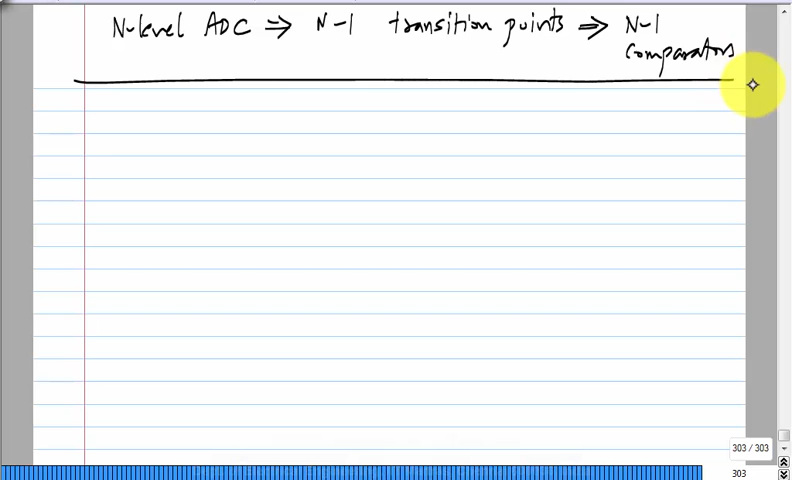 N-level ADC ⇒ N-1 transition points ⇒ N-1
comparators
303 / 303
303